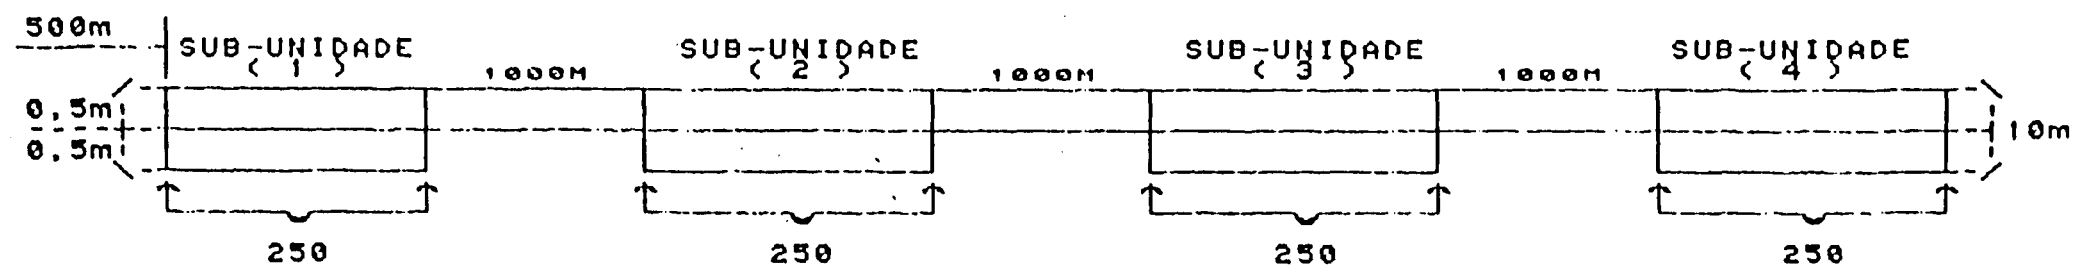 500m
SUB-UNIDADE
( 1 )
1000M
SUB-UNIDADE
( 2 )
1000M
SUB-UNIDADE
( 3 )
1000M
SUB-UNIDADE
( 4 )
0,5m
0,5m
10m
250
250
250
250